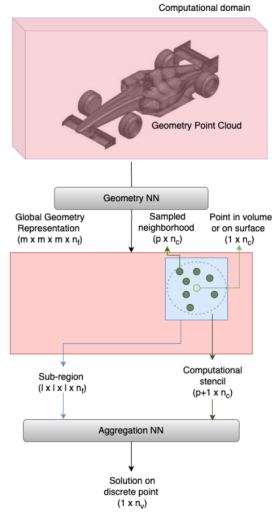 Computational domain
Geometry Point Cloud
Geometry NN
Global Geometry
Representation
(m x m x m x n_f)
Sampled
neighborhood
(p x n_c)
Point in volume
or on surface
(1 x n_c)
Sub-region
(l x l x l x n_f)
Computational
stencil
(p+1 x n_c)
Aggregation NN
Solution on
discrete point
(1 x n_v)